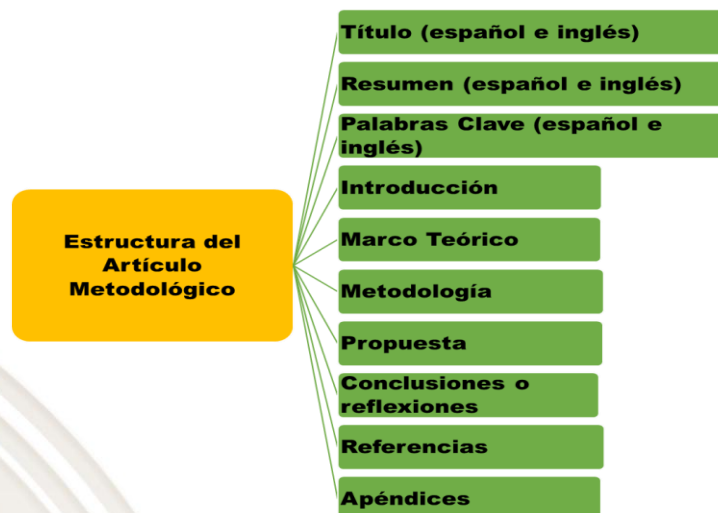 Título (español e inglés)
Resumen (español e inglés)
Palabras Clave (español e
inglés)
Introducción
Estructura del
Artículo
Metodológico
Marco Teórico
Metodología
Propuesta
Conclusiones o
reflexiones
Referencias
Apéndices